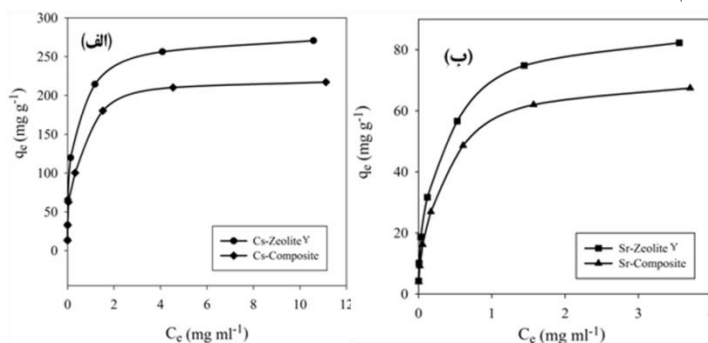 (الف)
300
250
200
150
100
50
0
qe (mg g-1)
Cs-Zeolite Y
Cs-Composite
0 2 4 6 8 10 12
Ce (mg ml-1)
(ب)
80
60
40
20
0
qe (mg g-1)
Sr-Zeolite Y
Sr-Composite
0 1 2 3
Ce (mg ml-1)